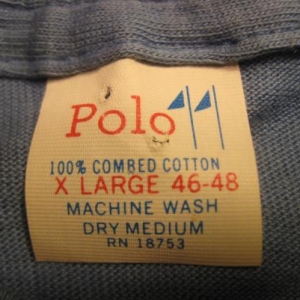 Polo
100% COMBED COTTON
X LARGE 46-48
MACHINE WASH
DRY MEDIUM
RN 18753